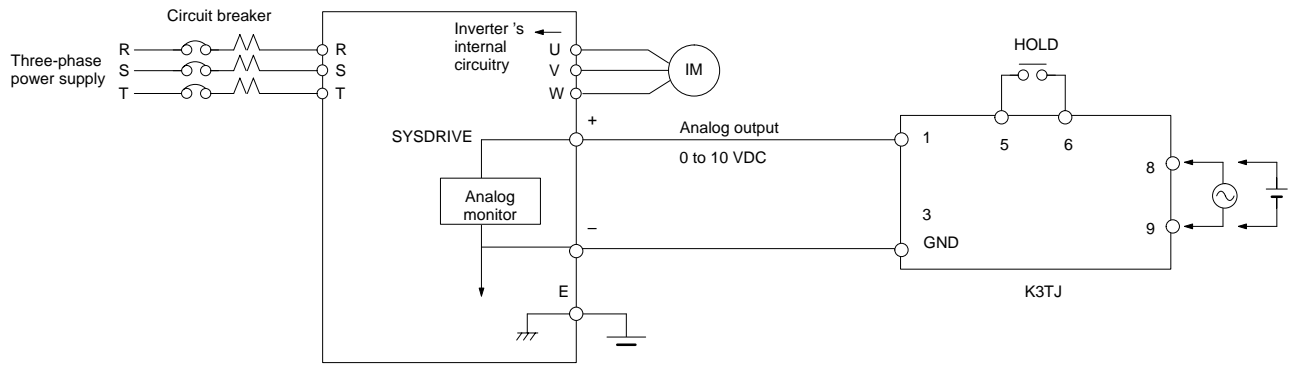 Circuit breaker
Three-phase
power supply
R
S
T
R
S
T
Inverter ’s
internal
circuitry
U
V
W
IM
SYSDRIVE
+
Analog output
0 to 10 VDC
Analog
monitor
–
E
HOLD
1
5
6
8
3
GND
9
K3TJ